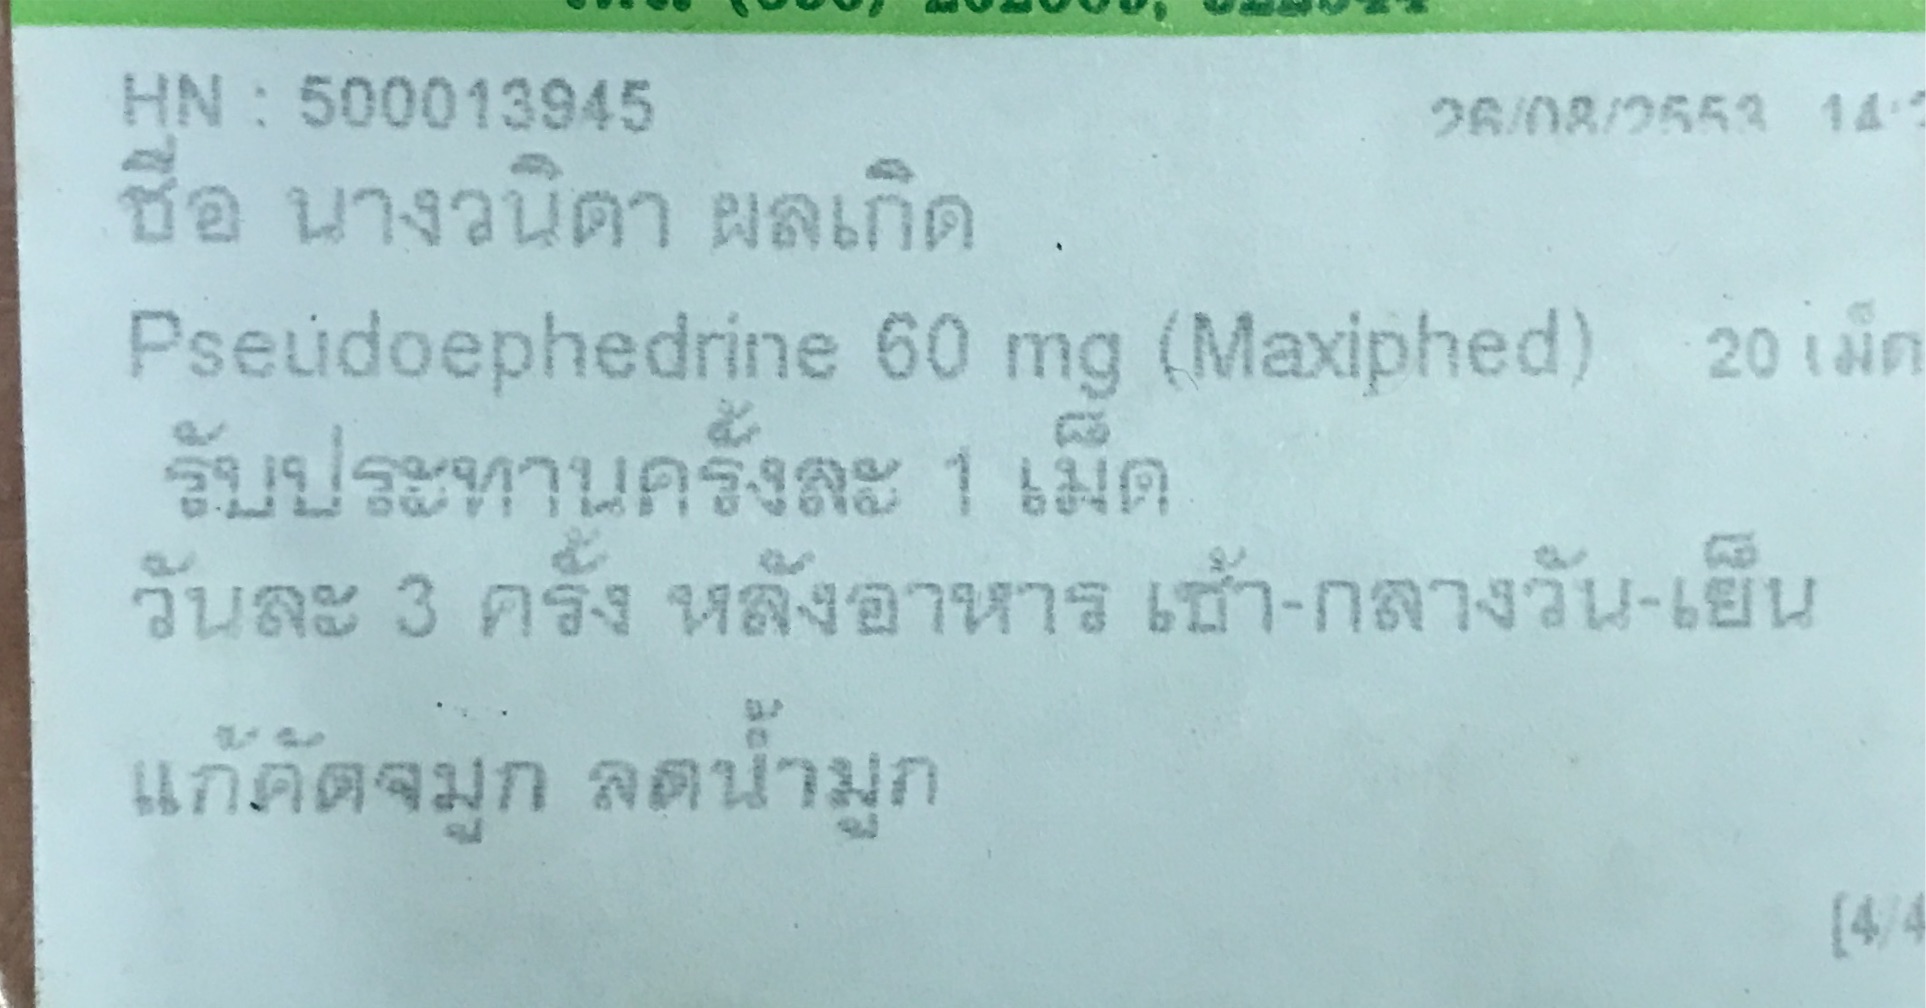 HN : 500013945 26/08/2553
ชื่อ นางวนิดา ผลเกิด
Pseudoephedrine 60 mg (Maxiphed) 20 เม็ด
รับประทานครั้งละ 1 เม็ด
วันละ 3 ครั้ง หลังอาหาร เช้า-กลางวัน-เย็น
แก้คัดจมูก ลดน้ำมูก
[4/4